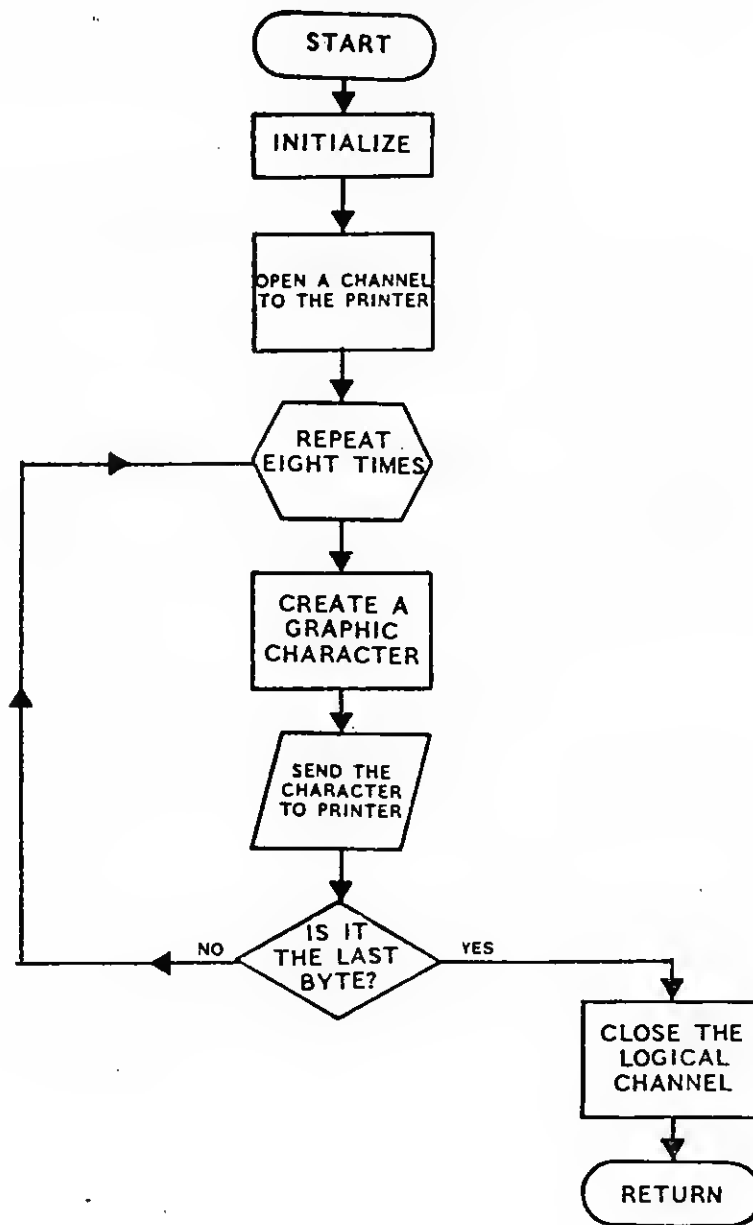 START
INITIALIZE
OPEN A CHANNEL
TO THE PRINTER
REPEAT
EIGHT TIMES
CREATE A
GRAPHIC
CHARACTER
SEND THE
CHARACTER
TO PRINTER
IS IT
THE LAST
BYTE?
NO
YES
CLOSE THE
LOGICAL
CHANNEL
RETURN